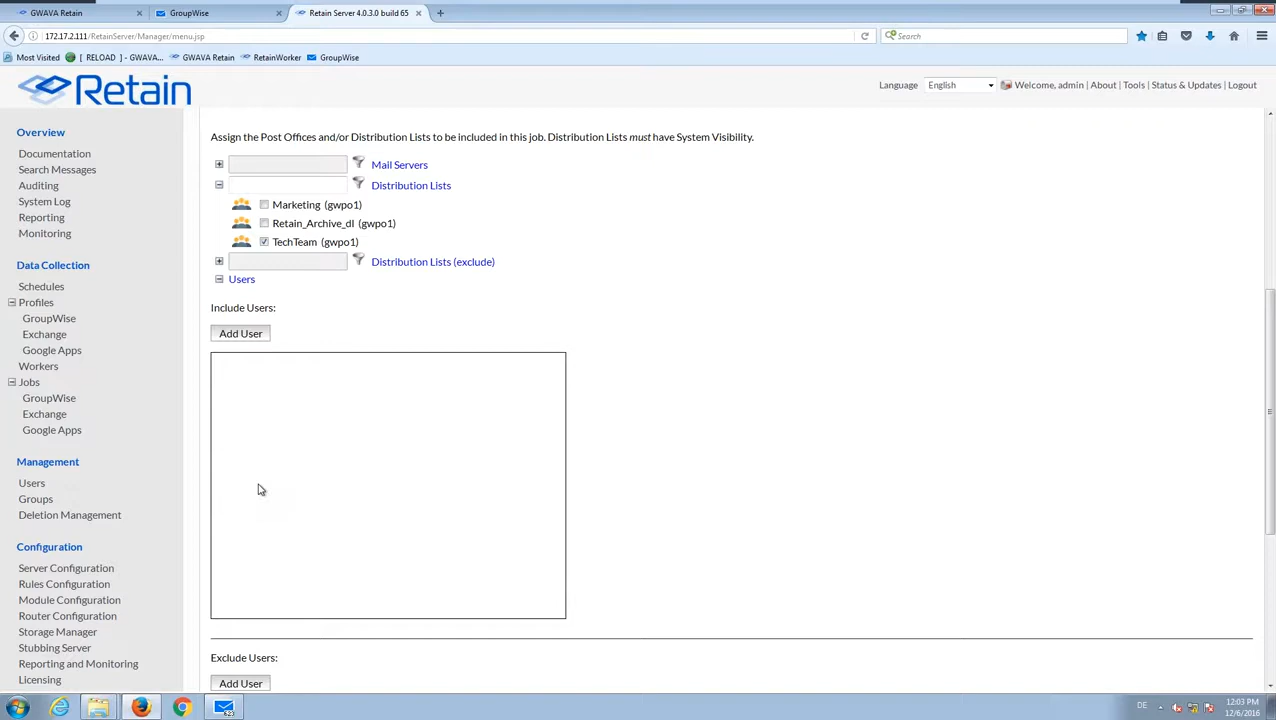 GWAVA Retain
GroupWise
Retain Server 4.0.3.0 build 65
172.17.2.111/RetainServer/Manager/menu.jsp
Search
Most Visited
[ RELOAD ] - GWAVA...
GWAVA Retain
RetainWorker
GroupWise
Retain
Language
English
Welcome, admin | About | Tools | Status & Updates | Logout
Overview
Documentation
Search Messages
Auditing
System Log
Reporting
Monitoring
Data Collection
Schedules
Profiles
GroupWise
Exchange
Google Apps
Workers
Jobs
GroupWise
Exchange
Google Apps
Management
Users
Groups
Deletion Management
Configuration
Server Configuration
Rules Configuration
Module Configuration
Router Configuration
Storage Manager
Stubbing Server
Reporting and Monitoring
Licensing
Assign the Post Offices and/or Distribution Lists to be included in this job. Distribution Lists must have System Visibility.
Mail Servers
Distribution Lists
Marketing (gwpo1)
Retain_Archive_dl (gwpo1)
TechTeam (gwpo1)
Distribution Lists (exclude)
Users
Include Users:
Add User
Exclude Users:
Add User
623
DE
12:03 PM
12/6/2016